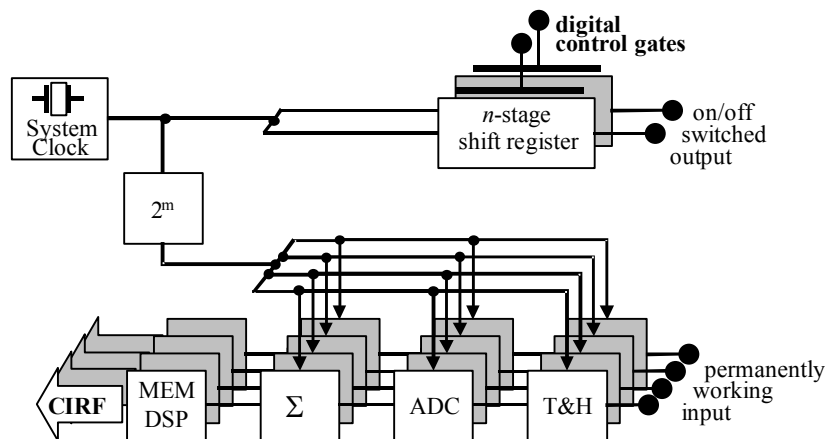 digital
control gates
System
Clock
n-stage
shift register
on/off
switched
output
2ᵐ
CIRF
MEM
DSP
Σ
ADC
T&H
permanently
working
input